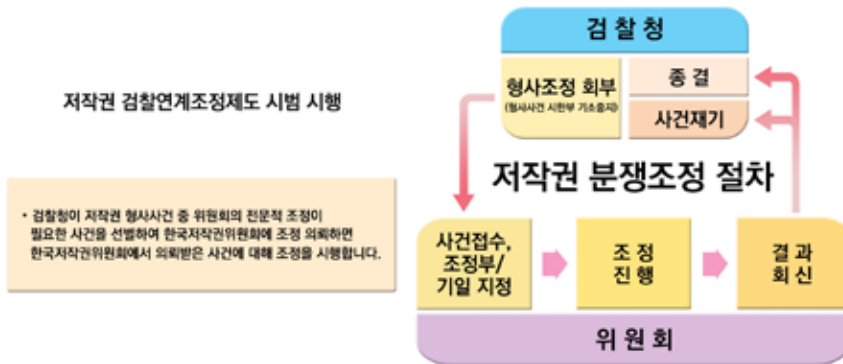 저작권 검찰연계조정제도 시범 시행
• 검찰청이 저작권 형사사건 중 위원회의 전문적 조정이
필요한 사건을 선별하여 한국저작권위원회에 조정 의뢰하면
한국저작권위원회에서 의뢰받은 사건에 대해 조정을 시행합니다.
검찰청
형사조정 회부
(형사사건 시한부 기소중지)
종결
사건재기
저작권 분쟁조정 절차
사건접수,
조정부/
기일 지정
조정
진행
결과
회신
위원회